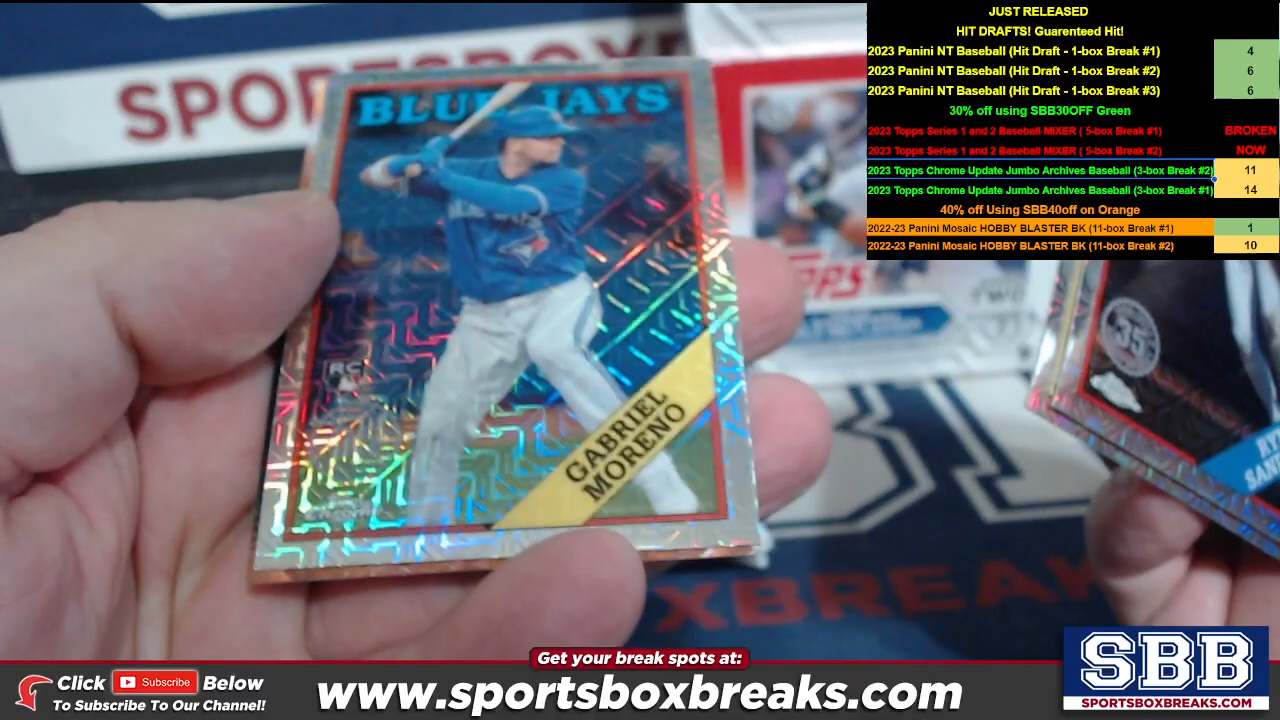 JUST RELEASED
HIT DRAFTS! Guarenteed Hit!
2023 Panini NT Baseball (Hit Draft - 1-box Break #1) 4
2023 Panini NT Baseball (Hit Draft - 1-box Break #2) 6
2023 Panini NT Baseball (Hit Draft - 1-box Break #3) 6
30% off using SBB30OFF Green
2023 Topps Series 1 and 2 Baseball MIXER ( 5-box Break #1) BROKEN
2023 Topps Series 1 and 2 Baseball MIXER ( 5-box Break #2) NOW
2023 Topps Chrome Update Jumbo Archives Baseball (3-box Break #2) 11
2023 Topps Chrome Update Jumbo Archives Baseball (3-box Break #1) 14
40% off Using SBB40off on Orange
2022-23 Panini Mosaic HOBBY BLASTER BK (11-box Break #1) 1
2022-23 Panini Mosaic HOBBY BLASTER BK (11-box Break #2) 10
BLUE JAYS
RC
GABRIEL
MORENO
35
XBREAK
Get your break spots at:
Click Subscribe Below
To Subscribe To Our Channel!
www.sportsboxbreaks.com
SBB
SPORTSBOXBREAKS.COM